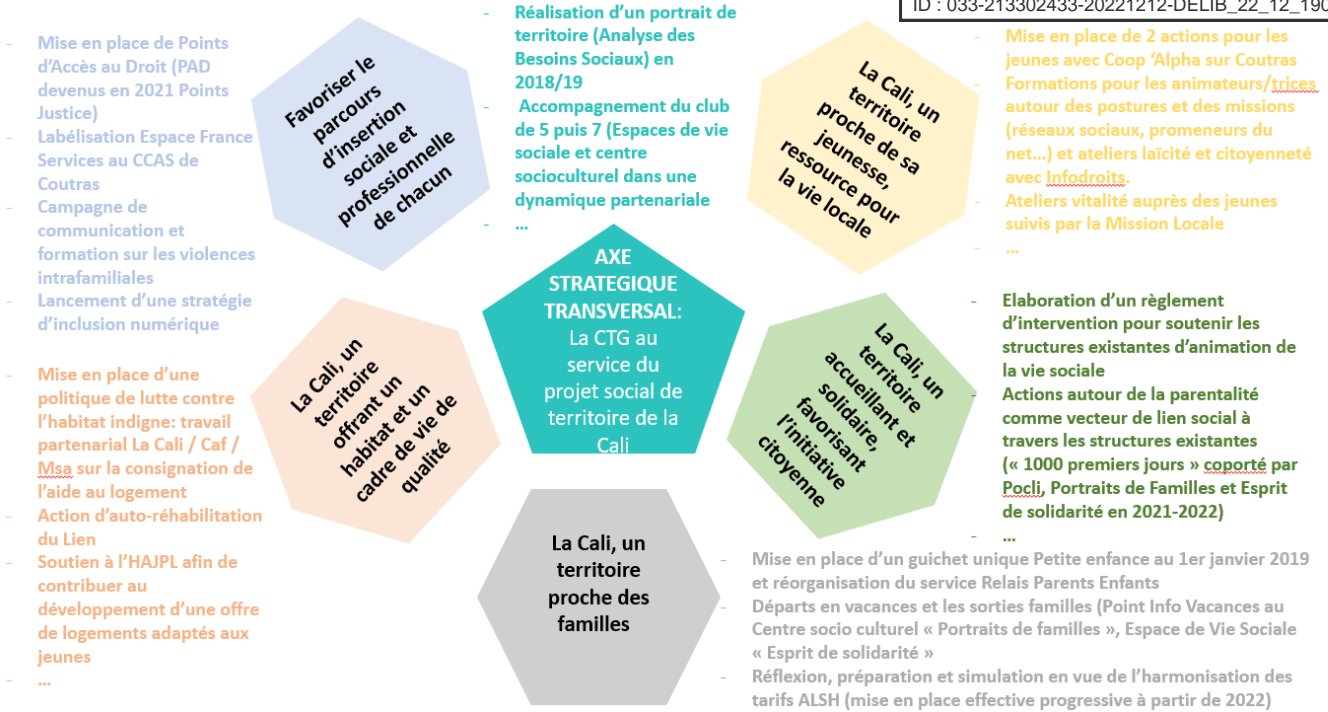 ID : 033-213302433-20221212-DELIB_22_12_190
- Mise en place de Points
d’Accès au Droit (PAD
devenus en 2021 Points
Justice)
- Labélisation Espace France
Services au CCAS de
Coutras
- Campagne de
communication et
formation sur les violences
intrafamiliales
- Lancement d’une stratégie
d’inclusion numérique
Favoriser le
parcours
d’insertion
sociale et
professionnelle
de chacun
- Réalisation d’un portrait de
territoire (Analyse des
Besoins Sociaux) en
2018/19
- Accompagnement du club
de 5 puis 7 (Espaces de vie
sociale et centre
socioculturel dans une
dynamique partenariale
- ...
La Cali, un
territoire
proche de sa
jeunesse,
ressource pour
la vie locale
- Mise en place de 2 actions pour les
jeunes avec Coop ‘Alpha sur Coutras
- Formations pour les animateurs/trices
autour des postures et des missions
(réseaux sociaux, promeneurs du
net...) et ateliers laïcité et citoyenneté
avec Infodroits.
- Ateliers vitalité auprès des jeunes
suivis par la Mission Locale
- ...
AXE
STRATEGIQUE
TRANSVERSAL:
La CTG au
service du
projet social de
territoire de la
Cali
- Mise en place d’une
politique de lutte contre
l’habitat indigne: travail
partenarial La Cali / Caf /
Msa sur la consignation de
l’aide au logement
- Action d’auto-réhabilitation
du Lien
- Soutien à l’HAJPL afin de
contribuer au
développement d’une offre
de logements adaptés aux
jeunes
- ...
La Cali, un
territoire
offrant un
habitat et un
cadre de vie de
qualité
La Cali, un
territoire
accueillant et
solidaire,
favorisant
l’initiative
citoyenne
- Elaboration d’un règlement
d’intervention pour soutenir les
structures existantes d’animation de
la vie sociale
- Actions autour de la parentalité
comme vecteur de lien social à
travers les structures existantes
(« 1000 premiers jours » coporté par
Pocli, Portraits de Familles et Esprit
de solidarité en 2021-2022)
- ...
La Cali, un
territoire
proche des
familles
- Mise en place d’un guichet unique Petite enfance au 1er janvier 2019
et réorganisation du service Relais Parents Enfants
- Départs en vacances et les sorties familles (Point Info Vacances au
Centre socio culturel « Portraits de familles », Espace de Vie Sociale
« Esprit de solidarité »
- Réflexion, préparation et simulation en vue de l’harmonisation des
tarifs ALSH (mise en place effective progressive à partir de 2022)